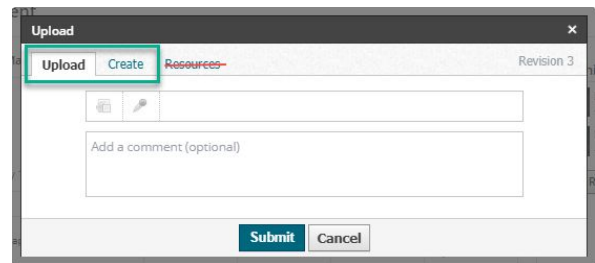 Upload
×
Upload Create Resources Revision 3
Add a comment (optional)
Submit Cancel